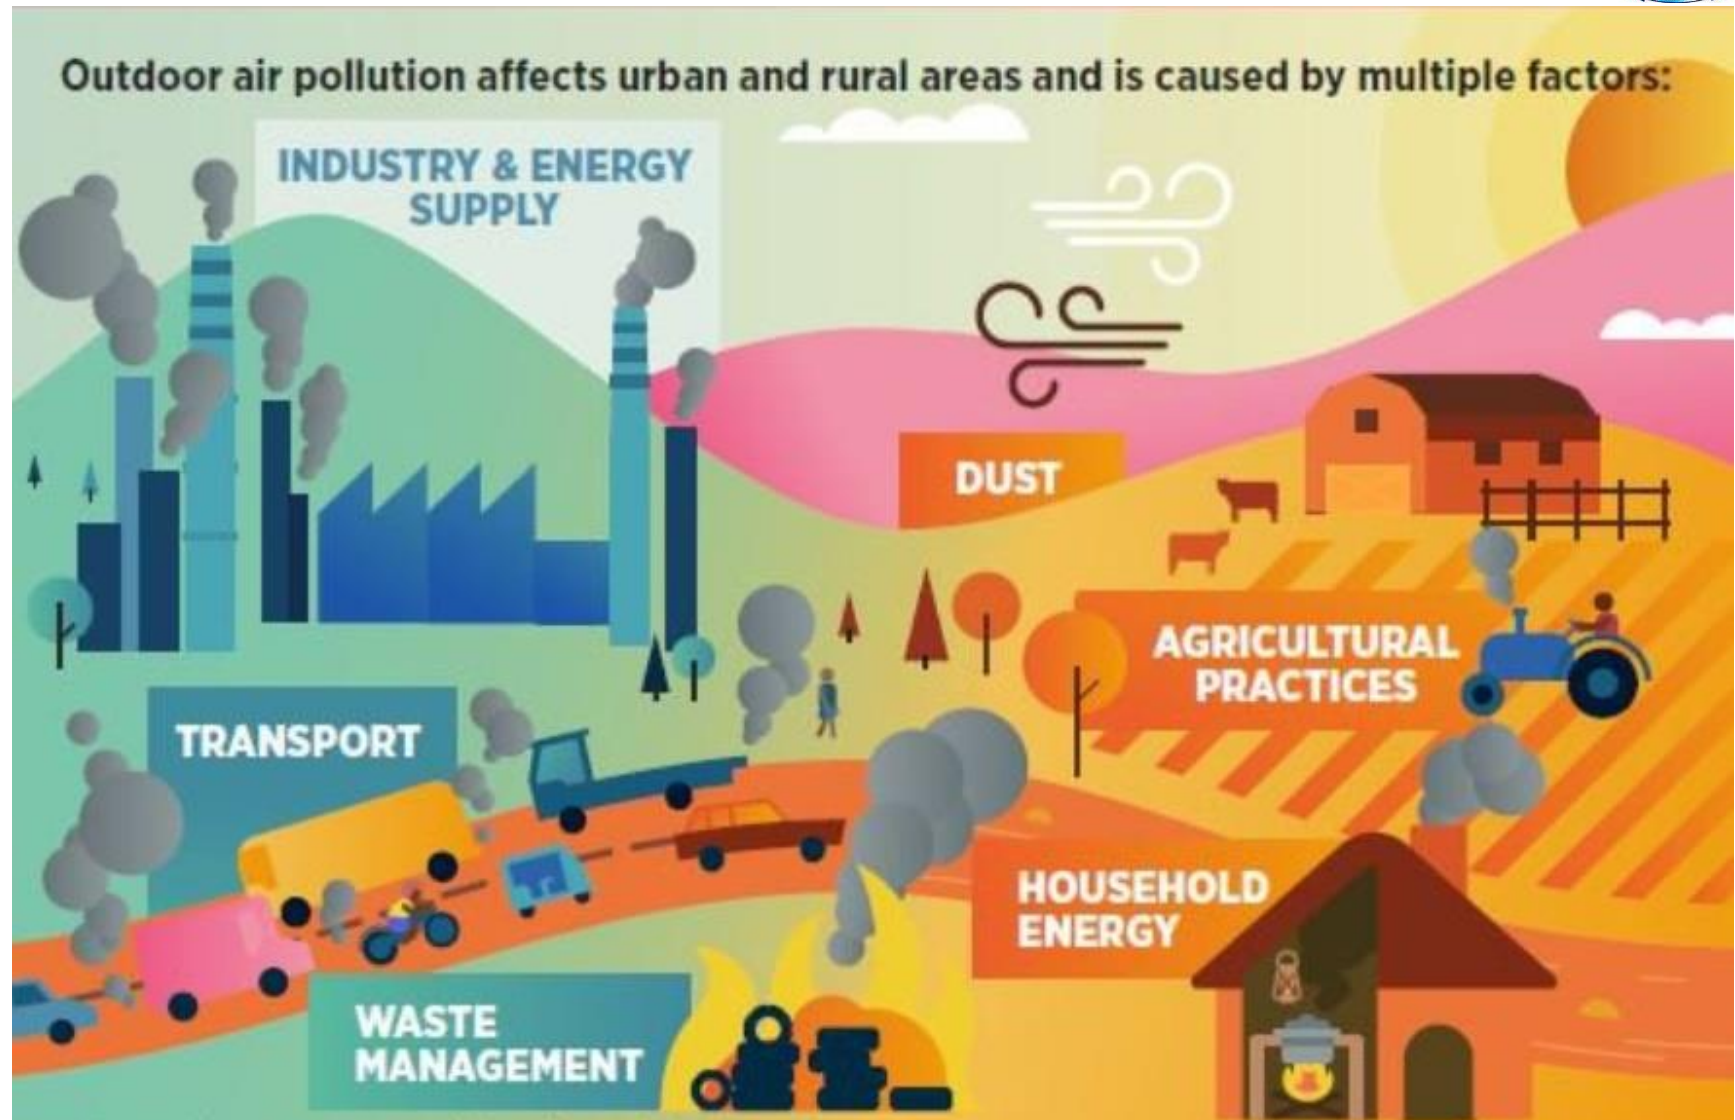 Outdoor air pollution affects urban and rural areas and is caused by multiple factors:
INDUSTRY & ENERGY
SUPPLY
DUST
AGRICULTURAL
PRACTICES
TRANSPORT
HOUSEHOLD
ENERGY
WASTE
MANAGEMENT